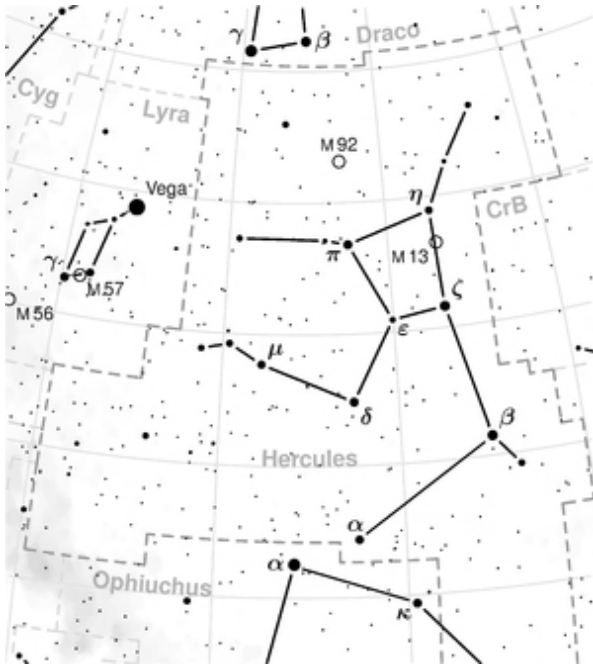 γ
β
Draco
Cyg
Lyra
M 92
Vega
η
CrB
π
M 13
γ
M 57
ζ
M 56
ε
μ
δ
β
Hercules
α
α
Ophiuchus
κ